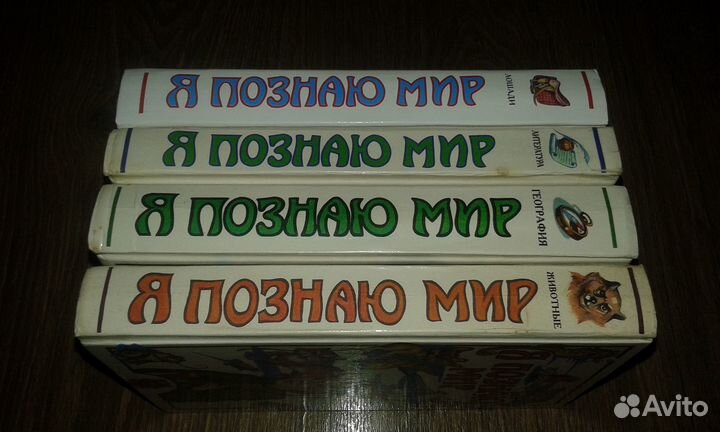 Я ПОЗНАЮ МИР ЛОШАДИ
Я ПОЗНАЮ МИР ЛИТЕРАТУРА
Я ПОЗНАЮ МИР ГЕОГРАФИЯ
Я ПОЗНАЮ МИР ЖИВОТНЫЕ
Avito